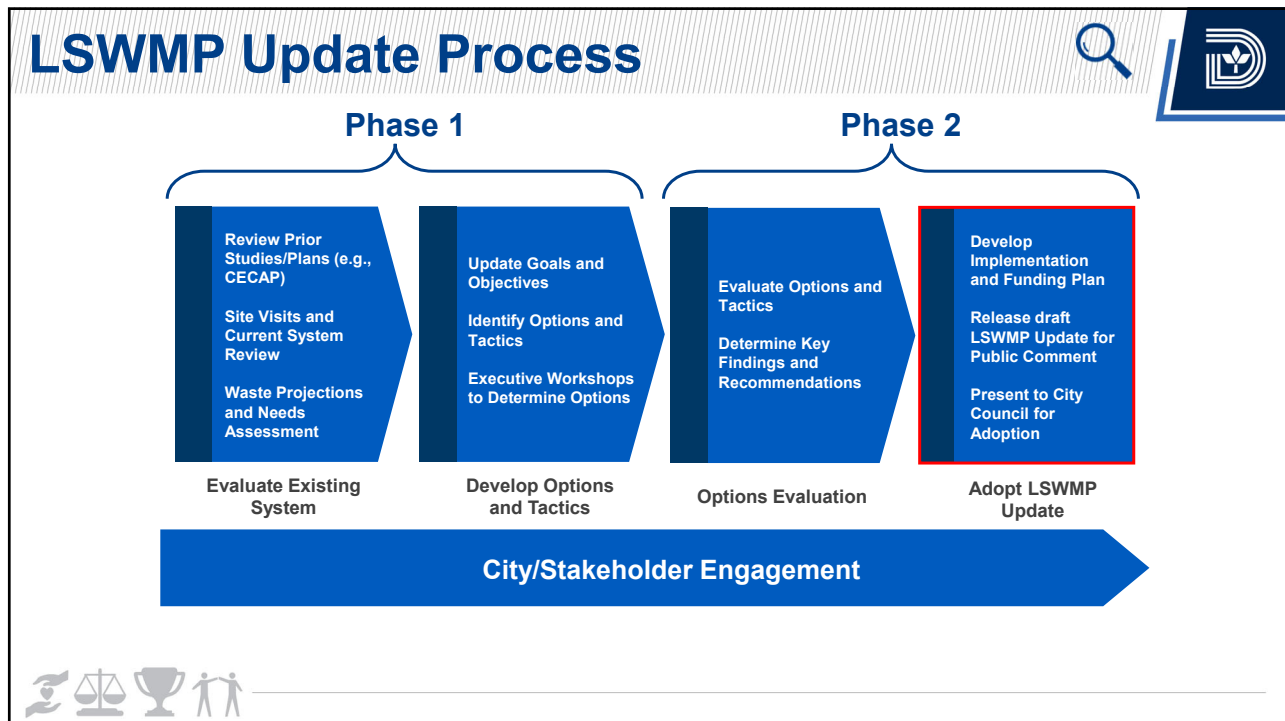 LSWMP Update Process
Phase 1
Phase 2
Review Prior
Studies/Plans (e.g.,
CECAP)
Site Visits and
Current System
Review
Waste Projections
and Needs
Assessment
Update Goals and
Objectives
Identify Options and
Tactics
Executive Workshops
to Determine Options
Evaluate Options and
Tactics
Determine Key
Findings and
Recommendations
Develop
Implementation
and Funding Plan
Release draft
LSWMP Update for
Public Comment
Present to City
Council for
Adoption
Evaluate Existing
System
Develop Options
and Tactics
Options Evaluation
Adopt LSWMP
Update
City/Stakeholder Engagement